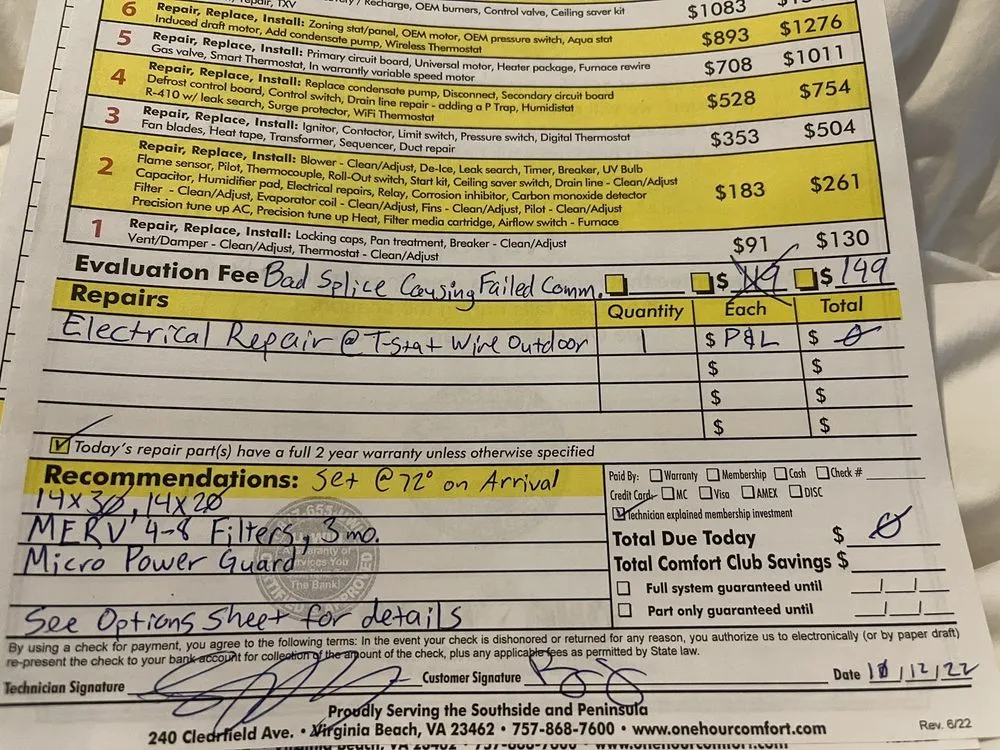 TXV / Recharge, OEM burners, Control valve, Ceiling saver kit
$1083
6 Repair, Replace, Install: Zoning stat/panel, OEM motor, OEM pressure switch, Aqua stat
Induced draft motor, Add condensate pump, Wireless Thermostat
$893 $1276
5 Repair, Replace, Install: Primary circuit board, Universal motor, Heater package, Furnace rewire
Gas valve, Smart Thermostat, In warrantly variable speed motor
$708 $1011
4 Repair, Replace, Install: Replace condensate pump, Disconnect, Secondary circuit board
Defrost control board, Control switch, Drain line repair - adding a P Trap, Humidistat
R-410 w/ leak search, Surge protector, WiFi Thermostat
$528 $754
3 Repair, Replace, Install: Ignitor, Contactor, Limit switch, Pressure switch, Digital Thermostat
Fan blades, Heat tape, Transformer, Sequencer, Duct repair
$353 $504
2 Repair, Replace, Install: Blower - Clean/Adjust, De-Ice, Leak search, Timer, Breaker, UV Bulb
Flame sensor, Pilot, Thermocouple, Roll-Out switch, Start kit, Ceiling saver switch, Drain line - Clean/Adjust
Capacitor, Humidifier pad, Electrical repairs, Relay, Corrosion inhibitor, Carbon monoxide detector
Filter - Clean/Adjust, Evaporator coil - Clean/Adjust, Fins - Clean/Adjust, Pilot - Clean/Adjust
Precision tune up AC, Precision tune up Heat, Filter media cartridge, Airflow switch - Furnace
$183 $261
1 Repair, Replace, Install: Locking caps, Pan treatment, Breaker - Clean/Adjust
Vent/Damper - Clean/Adjust, Thermostat - Clean/Adjust
$91 $130
Evaluation Fee Bad Splice Causing Failed Comm. $ $ 149
Repairs Quantity Each Total
Electrical Repair @ T-stat Wire Outdoor 1 $ P&L $ 0
$ $
$ $
$ $
Today's repair part(s) have a full 2 year warranty unless otherwise specified
Recommendations: Set @ 72° on Arrival
14x30, 14x20
MERV 4-8 Filters, 3 mo.
Micro Power Guard
See Options Sheet for details
Paid By: Warranty Membership Cash Check #
Credit Card MC Visa AMEX DISC
Technician explained membership investment
Total Due Today $ 0
Total Comfort Club Savings $
Full system guaranteed until / /
Part only guaranteed until / /
By using a check for payment, you agree to the following terms: In the event your check is dishonored or returned for any reason, you authorize us to electronically (or by paper draft)
re-present the check to your bank account for collection of the amount of the check, plus any applicable fees as permitted by State law.
Technician Signature Customer Signature Date 10/12/22
Proudly Serving the Southside and Peninsula
240 Clearfield Ave. • Virginia Beach, VA 23462 • 757-868-7600 • www.onehourcomfort.com
Rev. 6/22